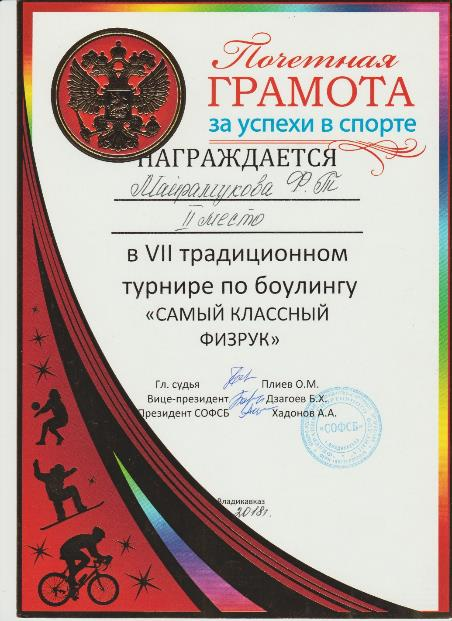 Почетная
ГРАМОТА
за успехи в спорте
НАГРАЖДАЕТСЯ
Майрамукова Ф.Т
II место
в VII традиционном
турнире по боулингу
«САМЫЙ КЛАССНЫЙ
ФИЗРУК»
Гл. судья Плиев О.М.
Вице-президент Дзагоев Б.Х.
Президент СОФСБ Хадонов А.А.
«СОФСБ»
Владикавказ
2018г.